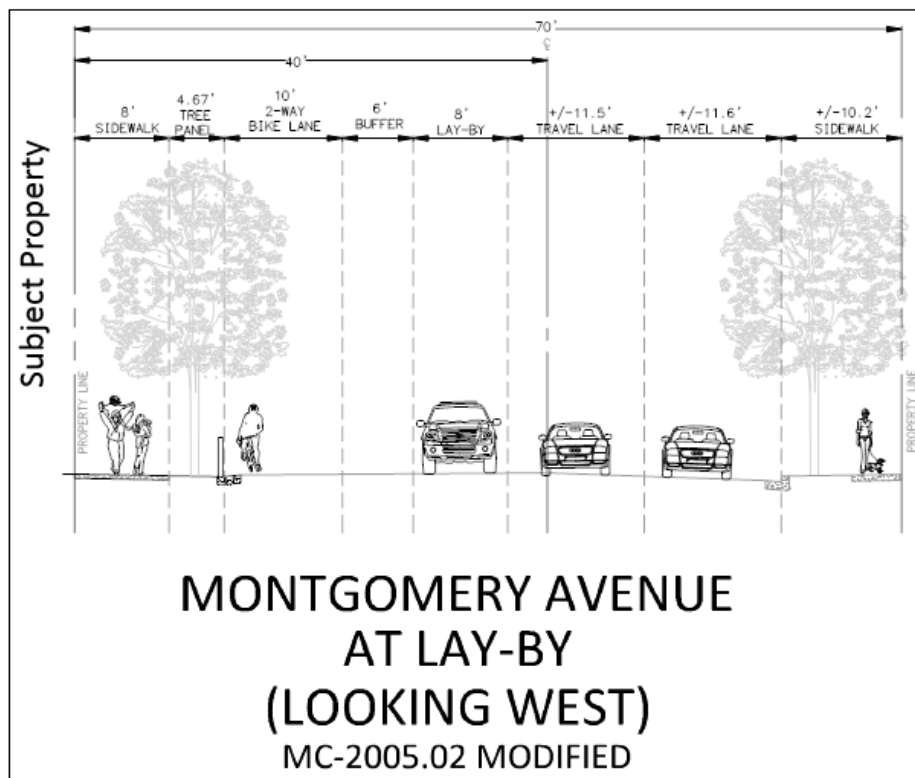 70'
℄
40'
8'
SIDEWALK
4.67'
TREE
PANEL
10'
2-WAY
BIKE LANE
6'
BUFFER
8'
LAY-BY
+/-11.5'
TRAVEL LANE
+/-11.6'
TRAVEL LANE
+/-10.2'
SIDEWALK
Subject Property
PROPERTY LINE
PROPERTY LINE
MONTGOMERY AVENUE
AT LAY-BY
(LOOKING WEST)
MC-2005.02 MODIFIED